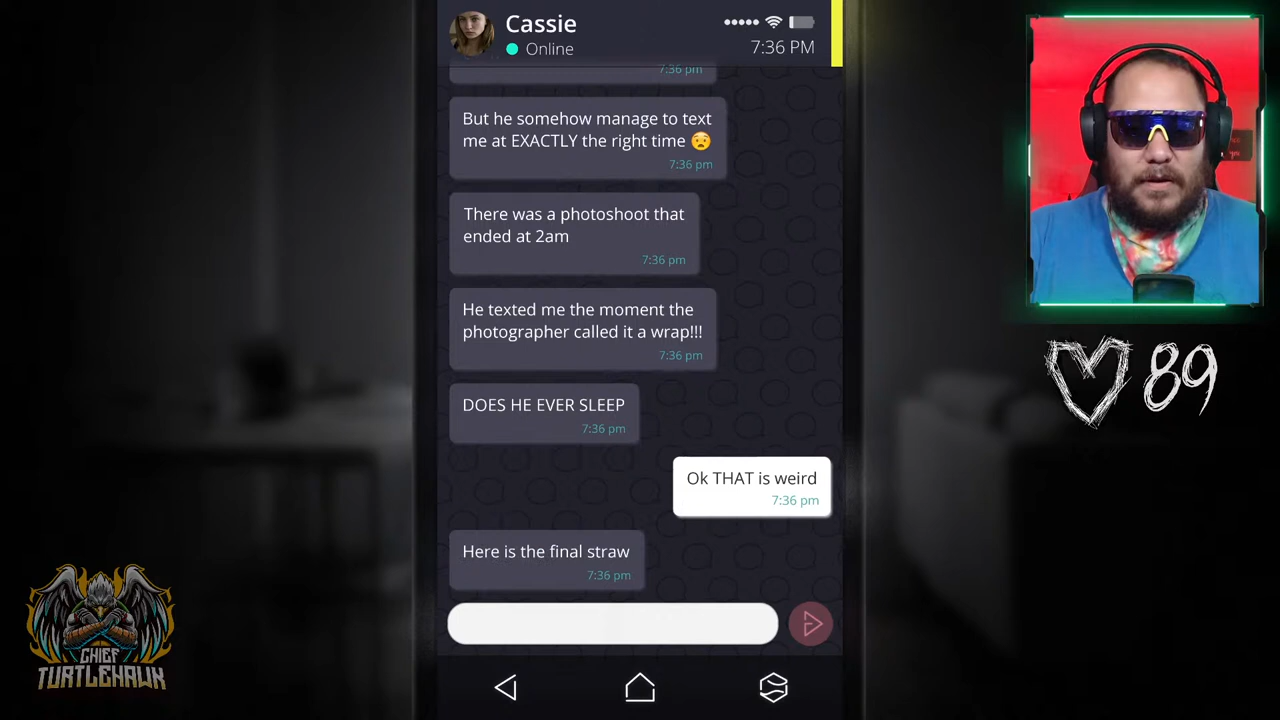 Cassie
Online
7:36 PM
7:36 pm
But he somehow manage to text
me at EXACTLY the right time 😟
7:36 pm
There was a photoshoot that
ended at 2am
7:36 pm
He texted me the moment the
photographer called it a wrap!!!
7:36 pm
DOES HE EVER SLEEP
7:36 pm
Ok THAT is weird
7:36 pm
Here is the final straw
7:36 pm
89
CHIEF
TURTLEHAWK